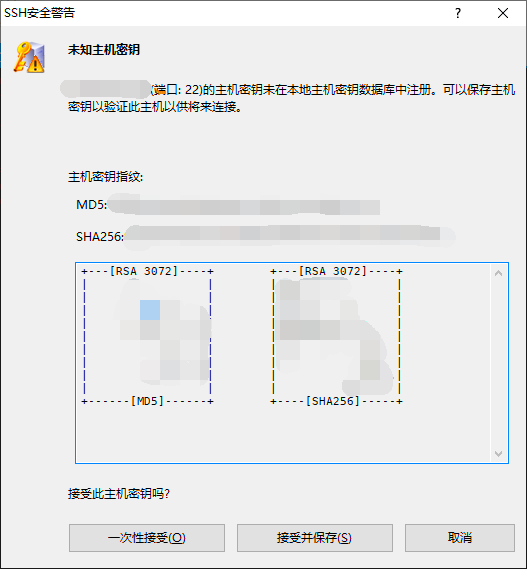 SSH安全警告
未知主机密钥
(端口: 22)的主机密钥未在本地主机密钥数据库中注册。可以保存主机
密钥以验证此主机以供将来连接。
主机密钥指纹:
MD5:
SHA256:
+---[RSA 3072]----+ +---[RSA 3072]----+
+------[MD5]------+ +----[SHA256]-----+
接受此主机密钥吗?
一次性接受(O) 接受并保存(S) 取消